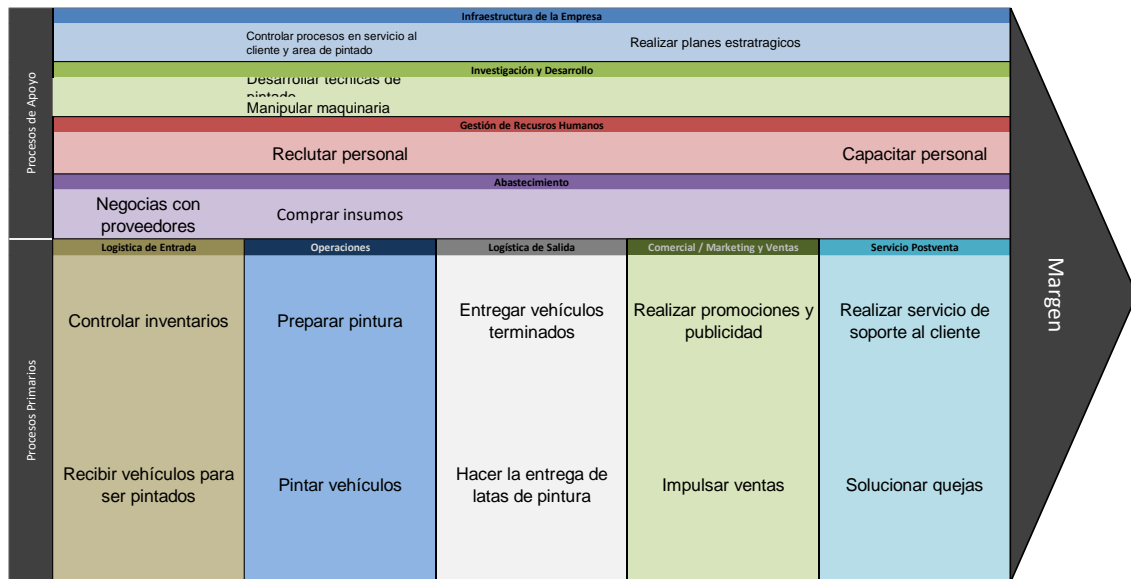 Procesos de Apoyo
Infraestructura de la Empresa
Controlar procesos en servicio al
cliente y area de pintado
Realizar planes estratragicos
Investigación y Desarrollo
Desarrollar técnicas de
pintado
Manipular maquinaria
Gestión de Recusros Humanos
Reclutar personal
Capacitar personal
Abastecimiento
Negocias con
proveedores
Comprar insumos
Procesos Primarios
Logistica de Entrada
Operaciones
Logística de Salida
Comercial / Marketing y Ventas
Servicio Postventa
Controlar inventarios
Preparar pintura
Entregar vehículos
terminados
Realizar promociones y
publicidad
Realizar servicio de
soporte al cliente
Recibir vehículos para
ser pintados
Pintar vehículos
Hacer la entrega de
latas de pintura
Impulsar ventas
Solucionar quejas
Margen